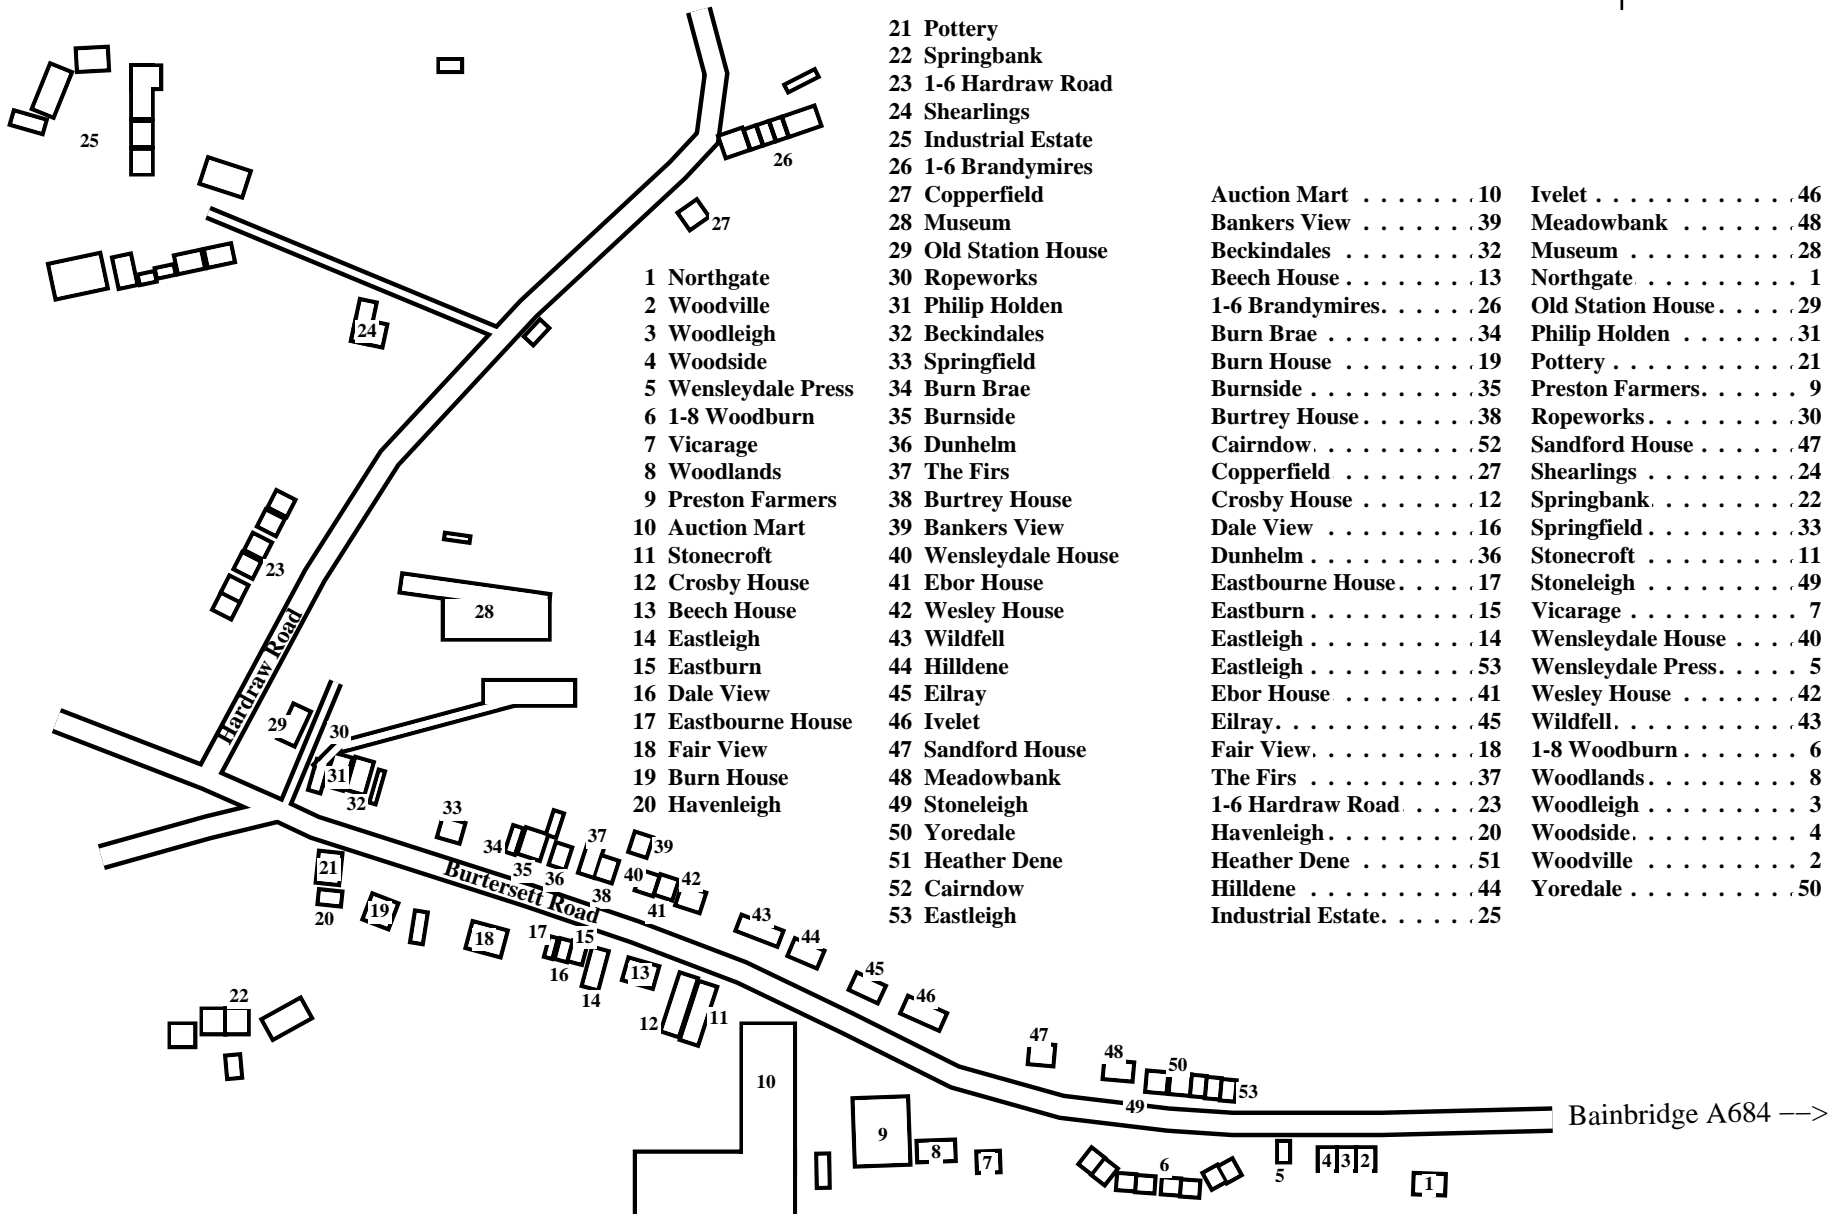 21 Pottery
22 Springbank
23 1-6 Hardraw Road
24 Shearlings
25 Industrial Estate
26 1-6 Brandymires
27 Copperfield
28 Museum
29 Old Station House
30 Ropeworks
31 Philip Holden
32 Beckindales
33 Springfield
34 Burn Brae
35 Burnside
36 Dunhelm
37 The Firs
38 Burtrey House
39 Bankers View
40 Wensleydale House
41 Ebor House
42 Wesley House
43 Wildfell
44 Hilldene
45 Eilray
46 Ivelet
47 Sandford House
48 Meadowbank
49 Stoneleigh
50 Yoredale
51 Heather Dene
52 Cairndow
53 Eastleigh
1 Northgate
2 Woodville
3 Woodleigh
4 Woodside
5 Wensleydale Press
6 1-8 Woodburn
7 Vicarage
8 Woodlands
9 Preston Farmers
10 Auction Mart
11 Stonecroft
12 Crosby House
13 Beech House
14 Eastleigh
15 Eastburn
16 Dale View
17 Eastbourne House
18 Fair View
19 Burn House
20 Havenleigh
Auction Mart . . . . . . . 10
Bankers View . . . . . . . 39
Beckindales . . . . . . . . 32
Beech House . . . . . . . . 13
1-6 Brandymires. . . . . . 26
Burn Brae . . . . . . . . . 34
Burn House . . . . . . . . 19
Burnside . . . . . . . . . . 35
Burtrey House. . . . . . . 38
Cairndow. . . . . . . . . . 52
Copperfield . . . . . . . . 27
Crosby House . . . . . . . 12
Dale View . . . . . . . . . 16
Dunhelm . . . . . . . . . . 36
Eastbourne House. . . . . 17
Eastburn . . . . . . . . . . 15
Eastleigh . . . . . . . . . . 14
Eastleigh . . . . . . . . . . 53
Ebor House. . . . . . . . . 41
Eilray. . . . . . . . . . . . 45
Fair View. . . . . . . . . . 18
The Firs . . . . . . . . . . 37
1-6 Hardraw Road. . . . . 23
Havenleigh. . . . . . . . . 20
Heather Dene . . . . . . . 51
Hilldene . . . . . . . . . . 44
Industrial Estate. . . . . . 25
Ivelet . . . . . . . . . . . . 46
Meadowbank . . . . . . . . 48
Museum . . . . . . . . . . 28
Northgate. . . . . . . . . . 1
Old Station House. . . . . 29
Philip Holden . . . . . . . 31
Pottery . . . . . . . . . . . 21
Preston Farmers. . . . . . 9
Ropeworks. . . . . . . . . 30
Sandford House . . . . . . 47
Shearlings . . . . . . . . . 24
Springbank. . . . . . . . . 22
Springfield. . . . . . . . . 33
Stonecroft . . . . . . . . . 11
Stoneleigh . . . . . . . . . 49
Vicarage . . . . . . . . . . 7
Wensleydale House . . . . 40
Wensleydale Press. . . . . 5
Wesley House . . . . . . . 42
Wildfell. . . . . . . . . . . 43
1-8 Woodburn . . . . . . . 6
Woodlands. . . . . . . . . 8
Woodleigh . . . . . . . . . 3
Woodside. . . . . . . . . . 4
Woodville . . . . . . . . . 2
Yoredale . . . . . . . . . . 50
25
26
27
24
23
28
Hardraw Road
29
30
31
32
33
34
35
36
37
38
39
40
41
42
Burtersett Road
21
20
19
18
17
16
15
14
13
12
11
22
43
44
45
46
47
48
50
53
49
10
9
8
7
6
5
4
3
2
1
Bainbridge A684 −−>